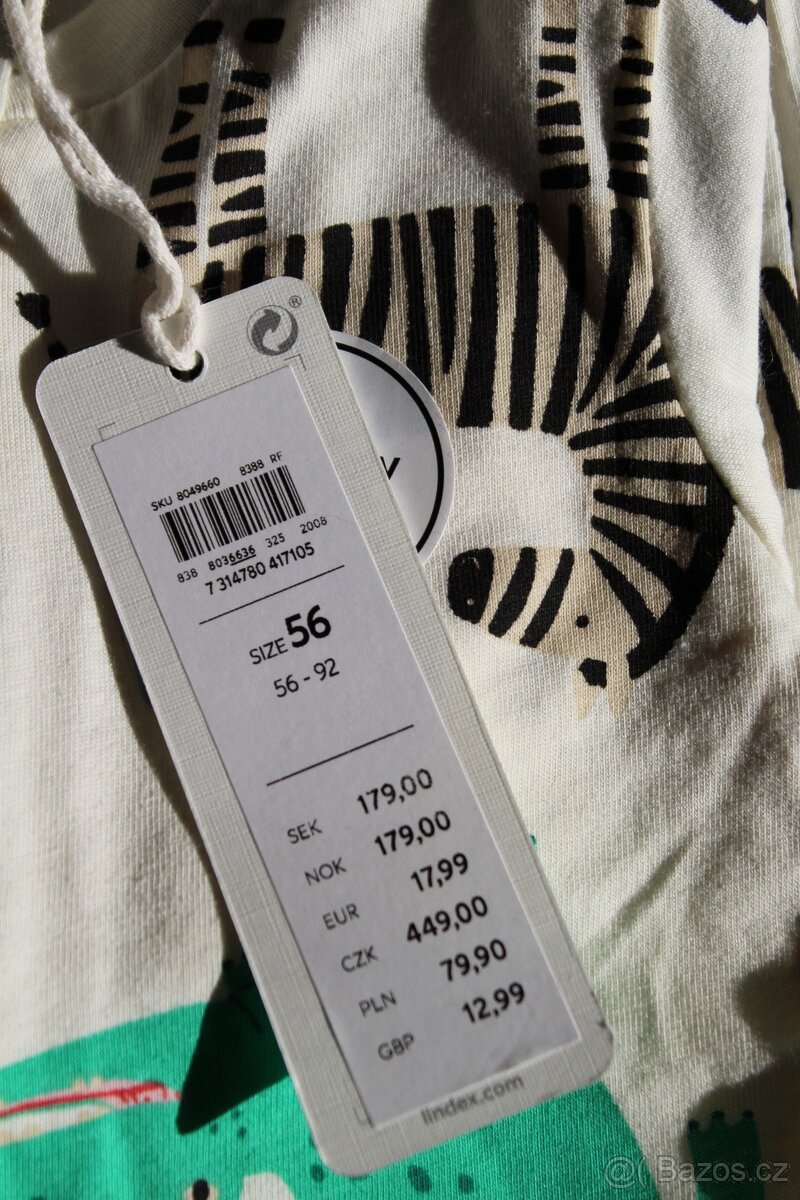 ®
SKU 8049660 8388 RF
838 8036636 325 2008
7 314780 417105
SIZE 56
56 - 92
SEK 179,00
NOK 179,00
EUR 17,99
CZK 449,00
PLN 79,90
GBP 12,99
lindex.com
@( Bazos.cz